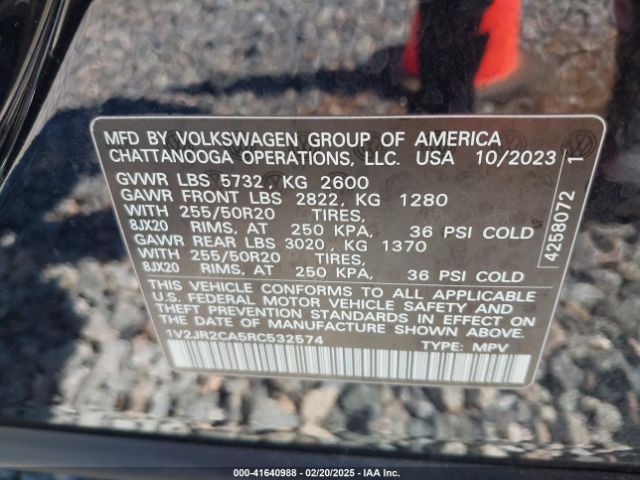 MFD BY VOLKSWAGEN GROUP OF AMERICA
CHATTANOOGA OPERATIONS, LLC. USA 10/2023
GVWR LBS 5732, KG 2600
GAWR FRONT LBS 2822, KG 1280
WITH 255/50R20 TIRES,
8JX20 RIMS, AT 250 KPA, 36 PSI COLD
GAWR REAR LBS 3020, KG 1370
WITH 255/50R20 TIRES,
8JX20 RIMS, AT 250 KPA, 36 PSI COLD
THIS VEHICLE CONFORMS TO ALL APPLICABLE
U.S. FEDERAL MOTOR VEHICLE SAFETY AND
THEFT PREVENTION STANDARDS IN EFFECT ON
THE DATE OF MANUFACTURE SHOWN ABOVE.
1V2JR2CA5RC532574 TYPE: MPV
4258072 1
000-41640988 — 02/20/2025 — IAA Inc.